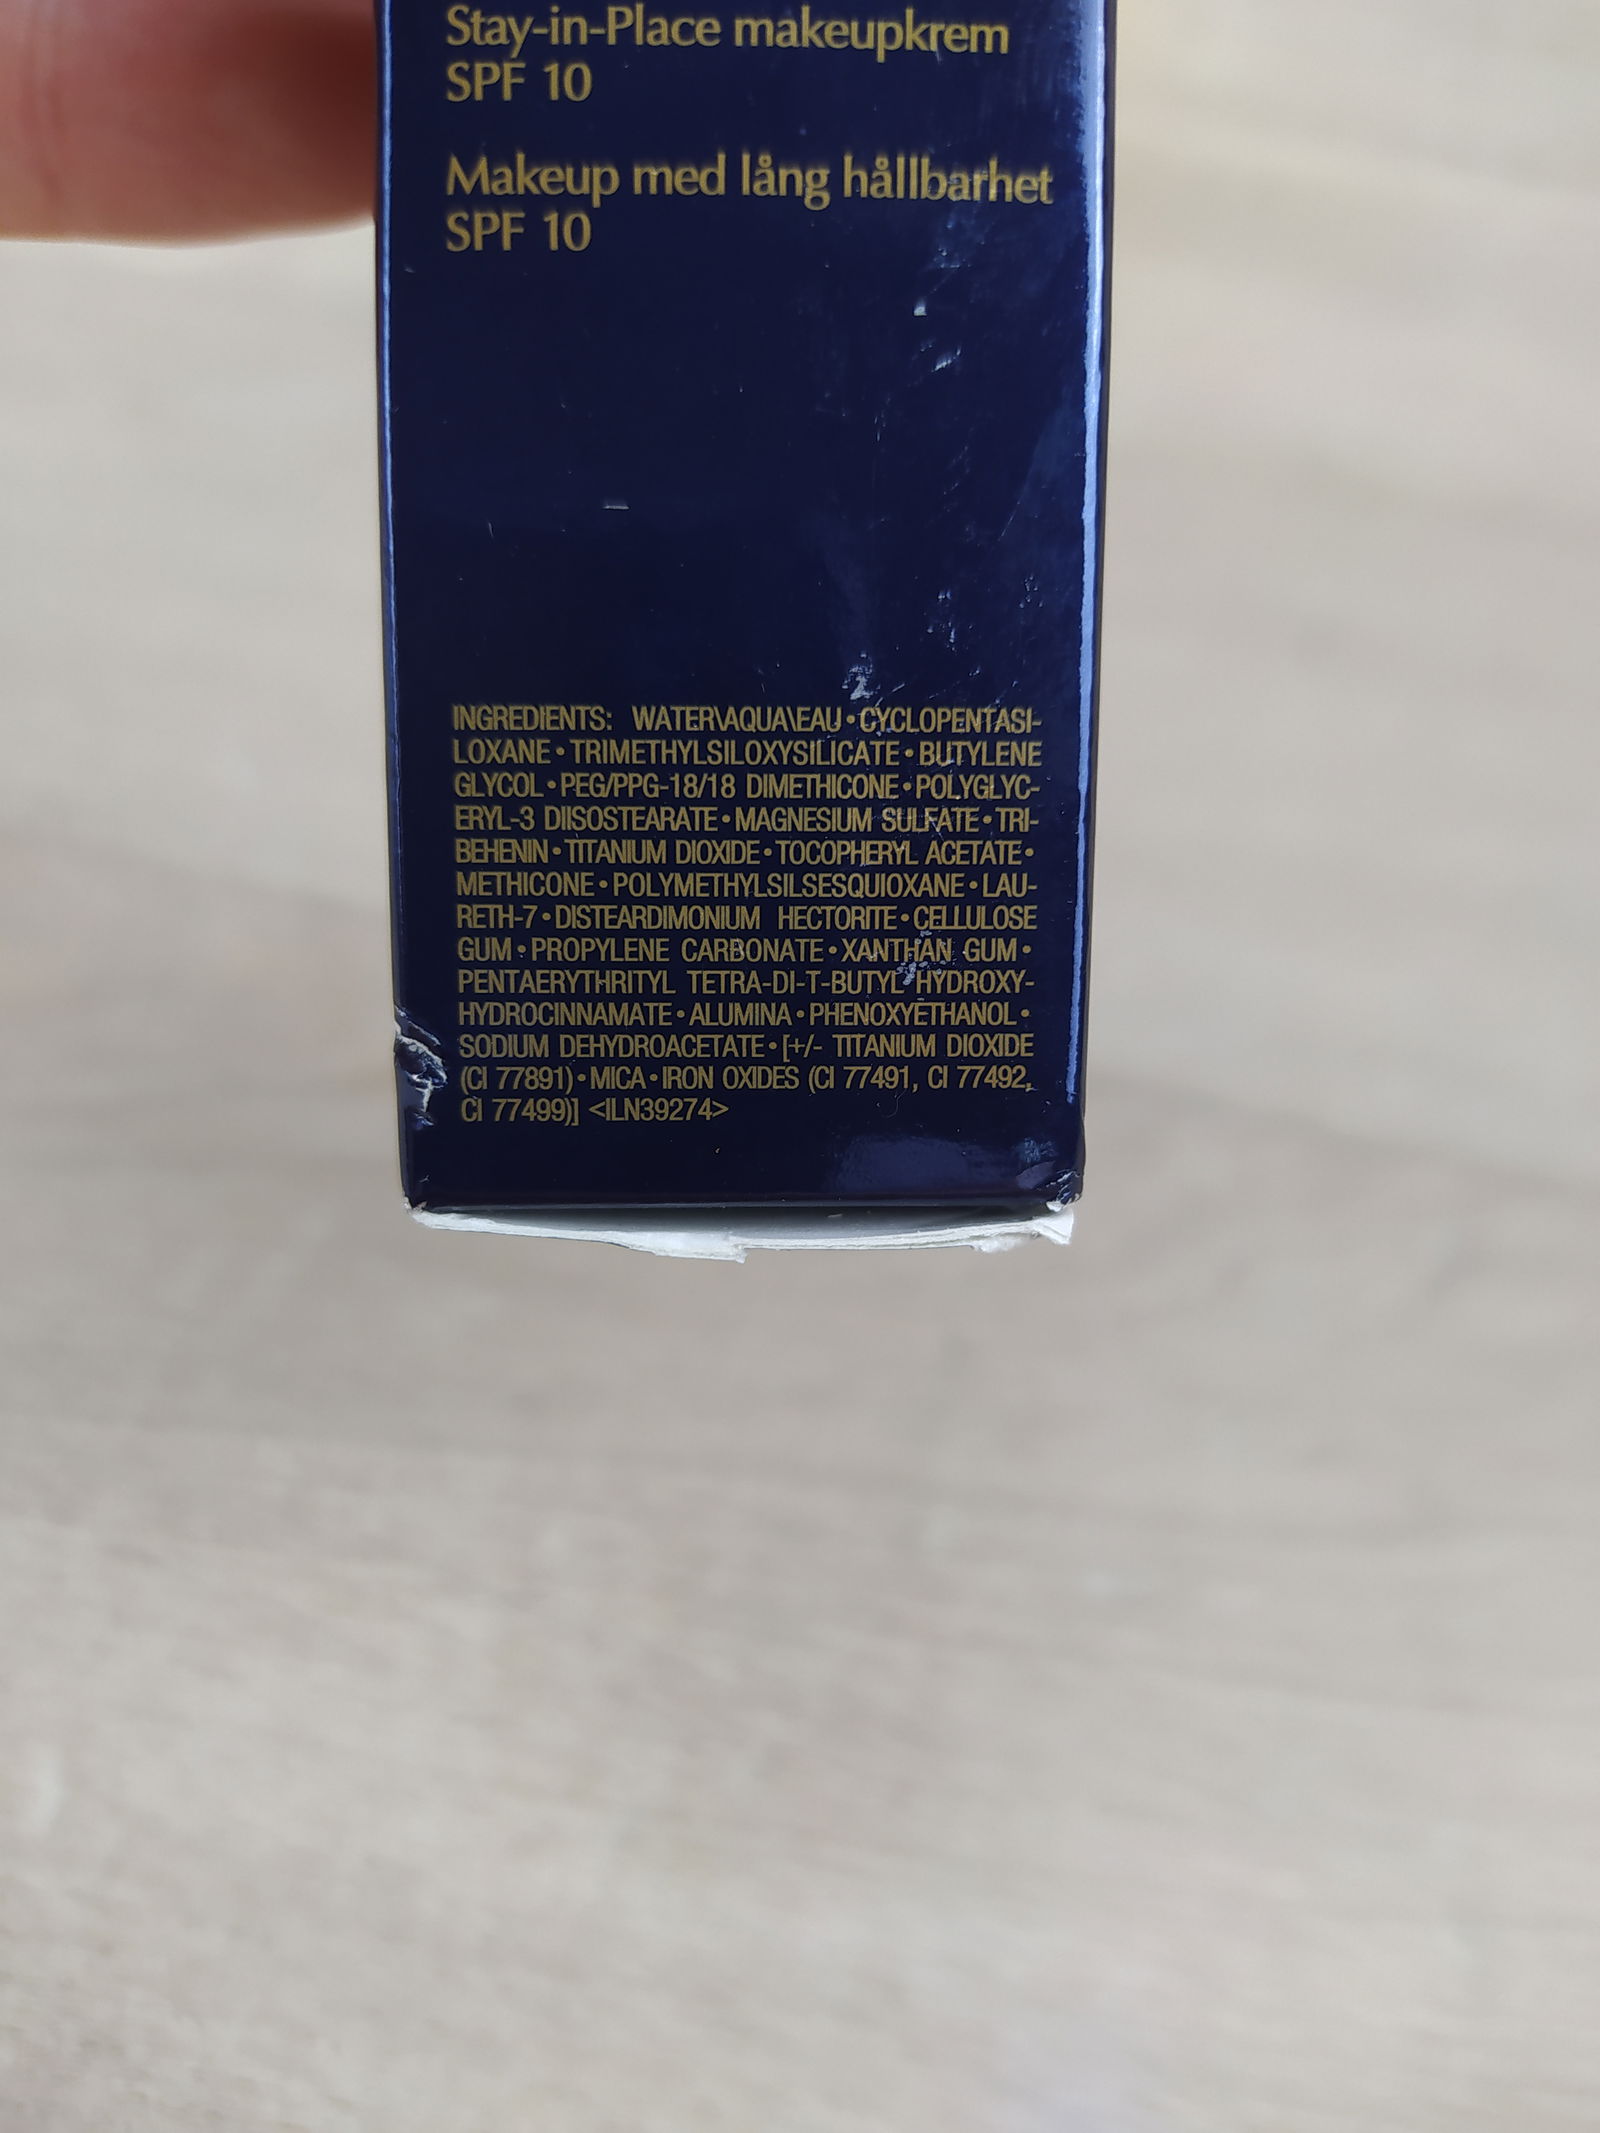 Stay-in-Place makeupkrem
SPF 10
Makeup med lång hållbarhet
SPF 10
INGREDIENTS: WATER\AQUA\EAU • CYCLOPENTASI-
LOXANE • TRIMETHYLSILOXYSILICATE • BUTYLENE
GLYCOL • PEG/PPG-18/18 DIMETHICONE • POLYGLYC-
ERYL-3 DIISOSTEARATE • MAGNESIUM SULFATE • TRI-
BEHENIN • TITANIUM DIOXIDE • TOCOPHERYL ACETATE •
METHICONE • POLYMETHYLSILSESQUIOXANE • LAU-
RETH-7 • DISTEARDIMONIUM HECTORITE • CELLULOSE
GUM • PROPYLENE CARBONATE • XANTHAN GUM •
PENTAERYTHRITYL TETRA-DI-T-BUTYL HYDROXY-
HYDROCINNAMATE • ALUMINA • PHENOXYETHANOL •
SODIUM DEHYDROACETATE • [+/- TITANIUM DIOXIDE
(CI 77891) • MICA • IRON OXIDES (CI 77491, CI 77492,
CI 77499)] <ILN39274>